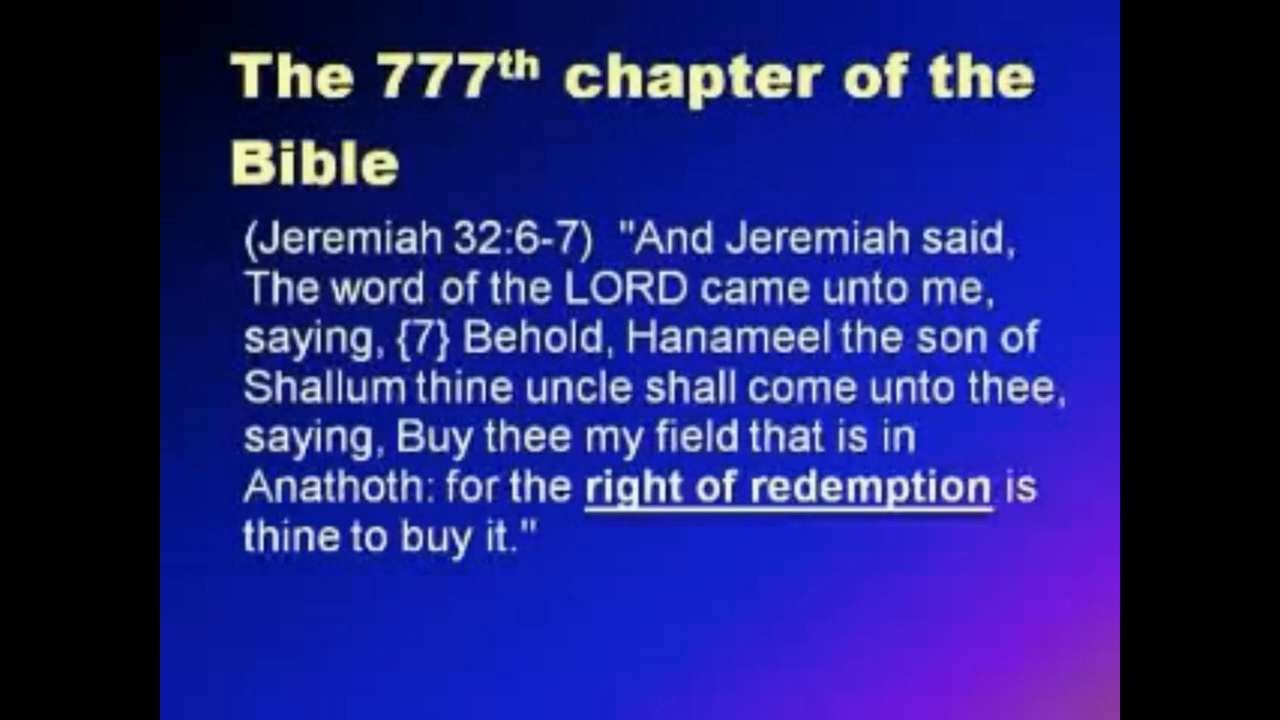 The 777th chapter of the
Bible
(Jeremiah 32:6-7) "And Jeremiah said,
The word of the LORD came unto me,
saying, {7} Behold, Hanameel the son of
Shallum thine uncle shall come unto thee,
saying, Buy thee my field that is in
Anathoth: for the right of redemption is
thine to buy it."